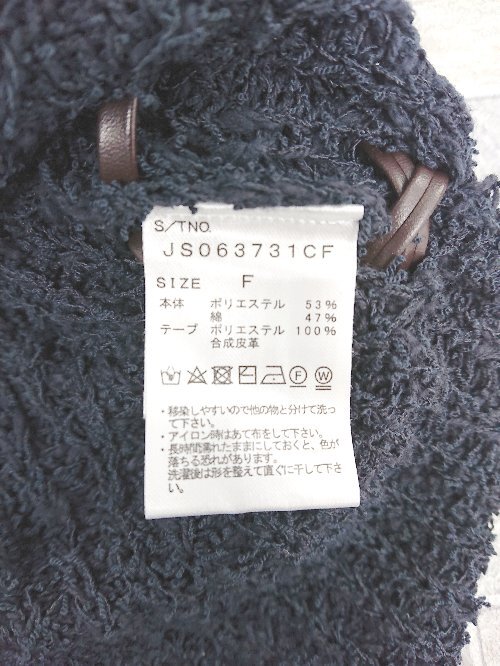 S/TNO.
JS063731CF
SIZE F
本体 ポリエステル 53%
綿 47%
テープ ポリエステル 100%
合成皮革
F W
・移染しやすいので他の物と分けて洗っ
て下さい。
・アイロン時はあて布をして下さい。
・長時間濡れたままにしておくと、色が
落ちる恐れがあります。
洗濯後は形を整えて直ぐに干して下さ
い。